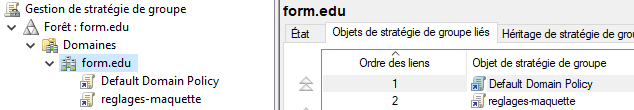 Gestion de stratégie de groupe
Forêt : form.edu
Domaines
form.edu
Default Domain Policy
reglages-maquette
form.edu
État
Objets de stratégie de groupe liés
Héritage de stratégie de gro
Ordre des liens
Objet de stratégie de groupe
1
Default Domain Policy
2
reglages-maquette